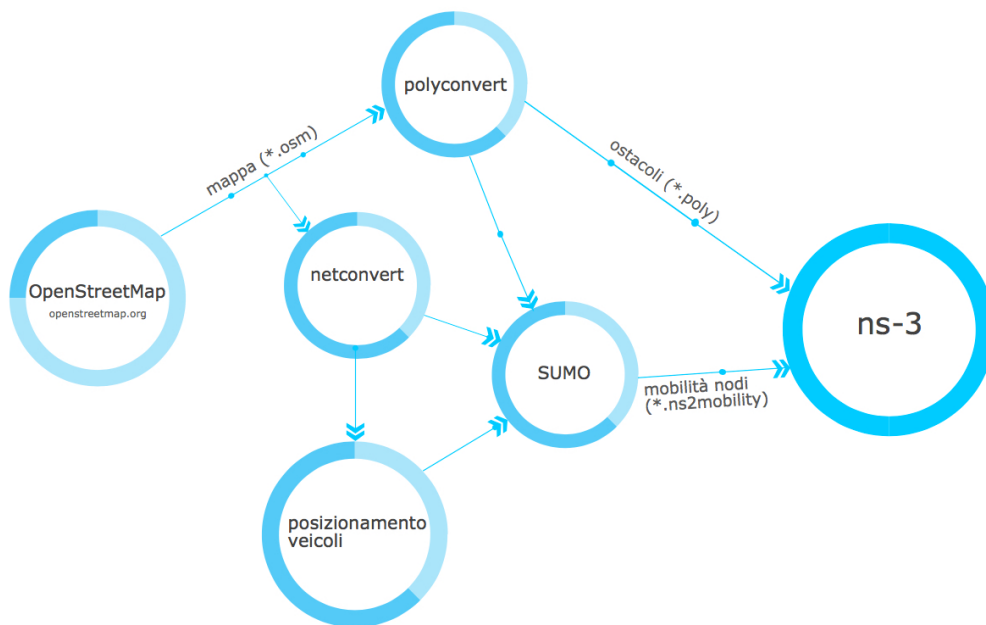 polyconvert
mappa (*.osm)
ostacoli (*.poly)
OpenStreetMap
openstreetmap.org
netconvert
ns-3
SUMO
mobilità nodi
(*.ns2mobility)
posizionamento
veicoli